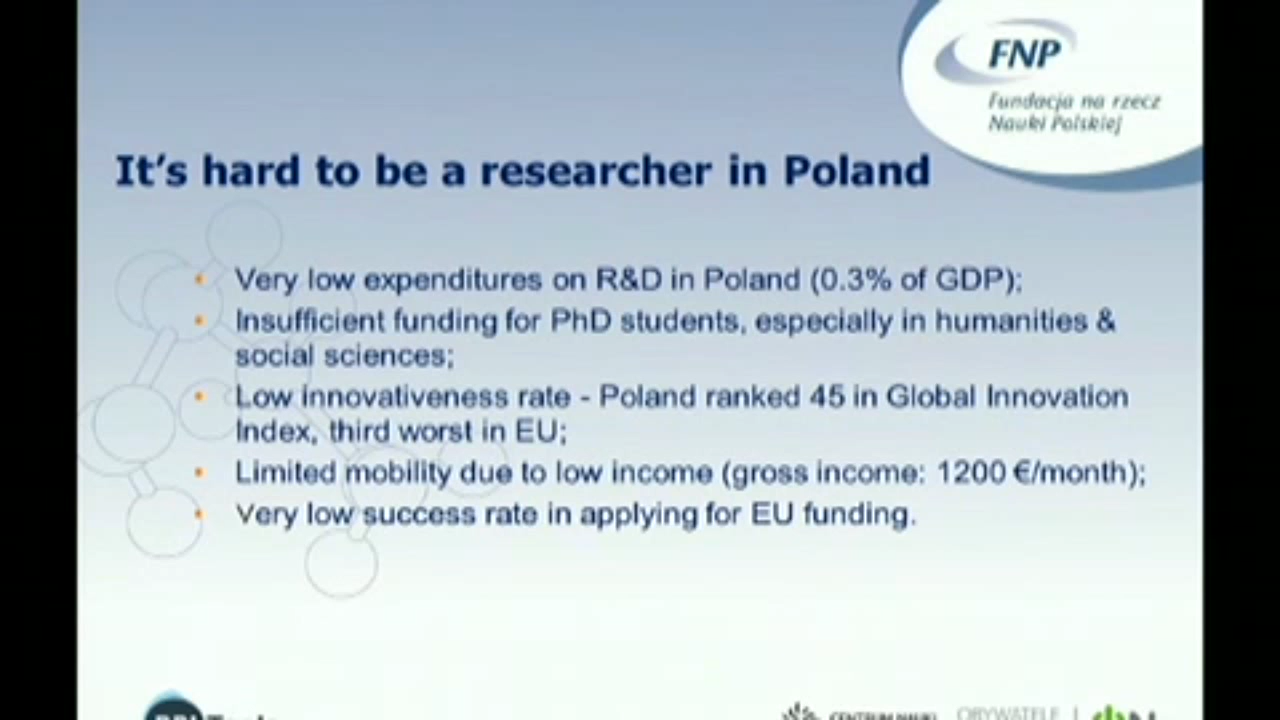 FNP
Fundacja na rzecz
Nauki Polskiej
It's hard to be a researcher in Poland
• Very low expenditures on R&D in Poland (0.3% of GDP);
• Insufficient funding for PhD students, especially in humanities &
social sciences;
• Low innovativeness rate - Poland ranked 45 in Global Innovation
Index, third worst in EU;
• Limited mobility due to low income (gross income: 1200 €/month);
• Very low success rate in applying for EU funding.
CENTRUM NAUKI OBYWATELE